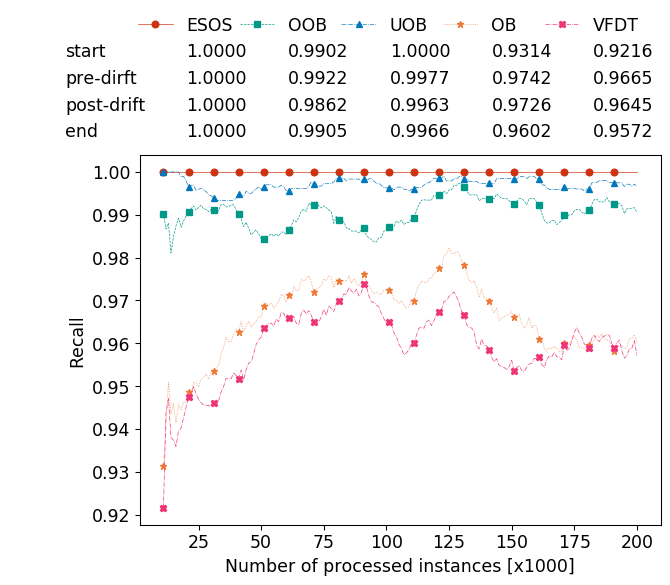 ESOS OOB UOB OB VFDT
start 1.0000 0.9902 1.0000 0.9314 0.9216
pre-dirft 1.0000 0.9922 0.9977 0.9742 0.9665
post-drift 1.0000 0.9862 0.9963 0.9726 0.9645
end 1.0000 0.9905 0.9966 0.9602 0.9572
1.00
0.99
0.98
0.97
0.96
0.95
0.94
0.93
0.92
Recall
25 50 75 100 125 150 175 200
Number of processed instances [x1000]